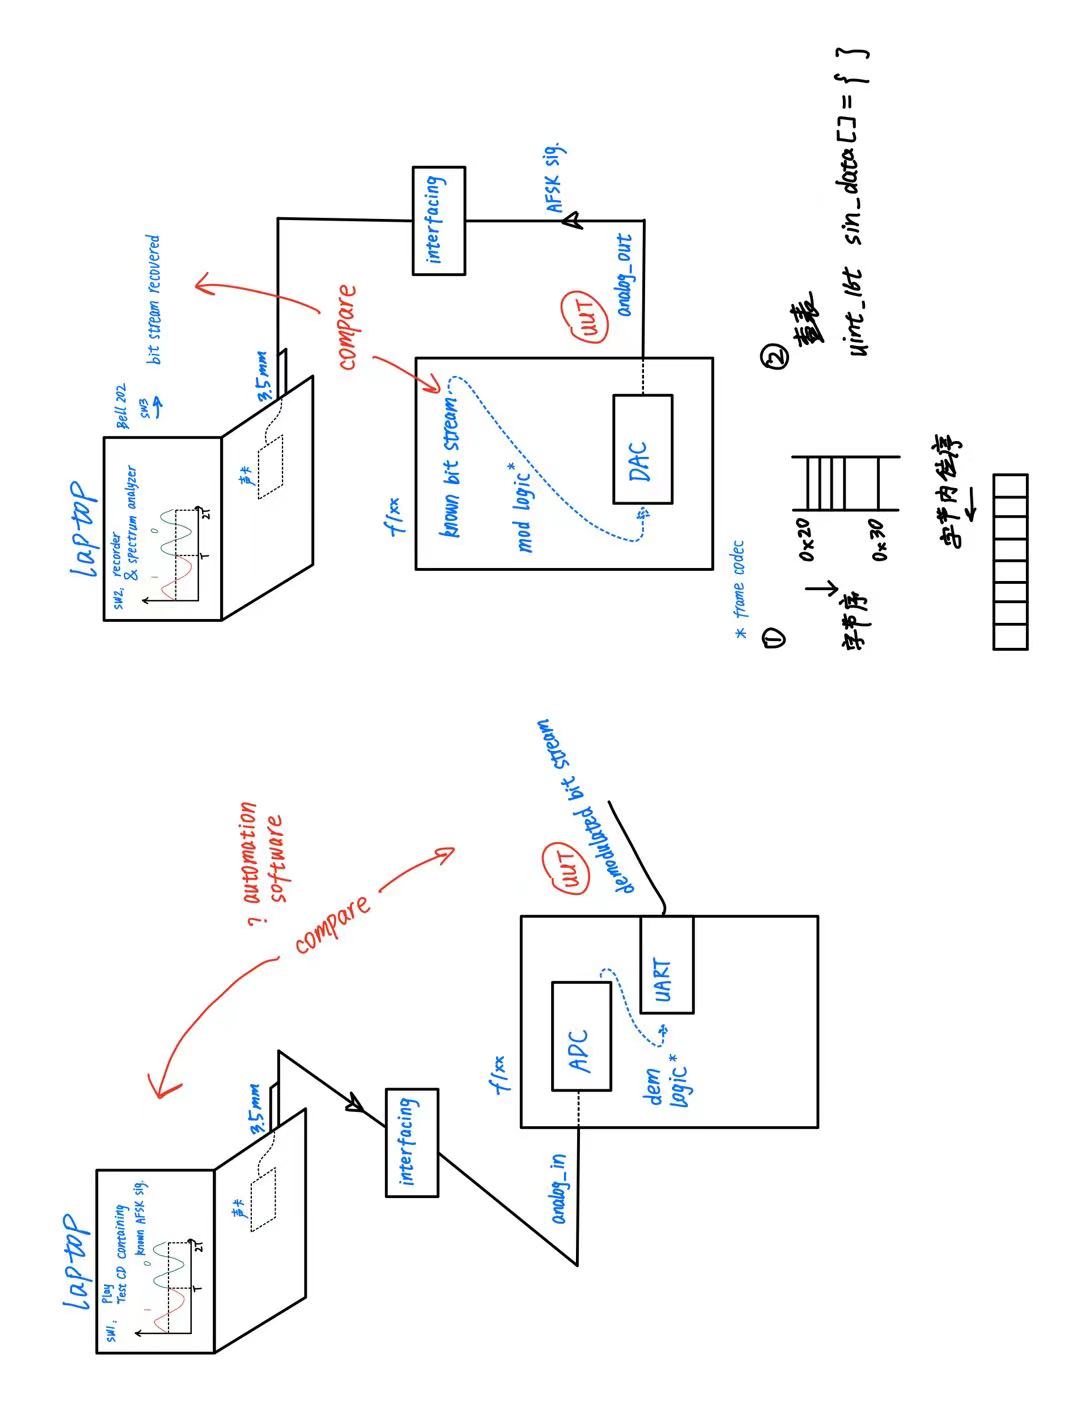 laptop
SW1, Play
Test CD containing
known AFSK sig.
1 0
T 2T
声卡
3.5mm
? automation
software
compare
interfacing
f1xx
analog_in
ADC
UUT
demodulated bit stream
dem
logic*
UART
laptop
SW2, recorder
& spectrum analyzer
1 0
T 2T
Bell 202
SW3
bit stream recovered
声卡
3.5mm
compare
f1xx
interfacing
known bit stream
mod logic*
AFSK sig.
UUT
analog_out
DAC
* frame codec
①
0x20
字节序
0x30
字节内位序
②
查表
uint_16t sin_data[]={ }